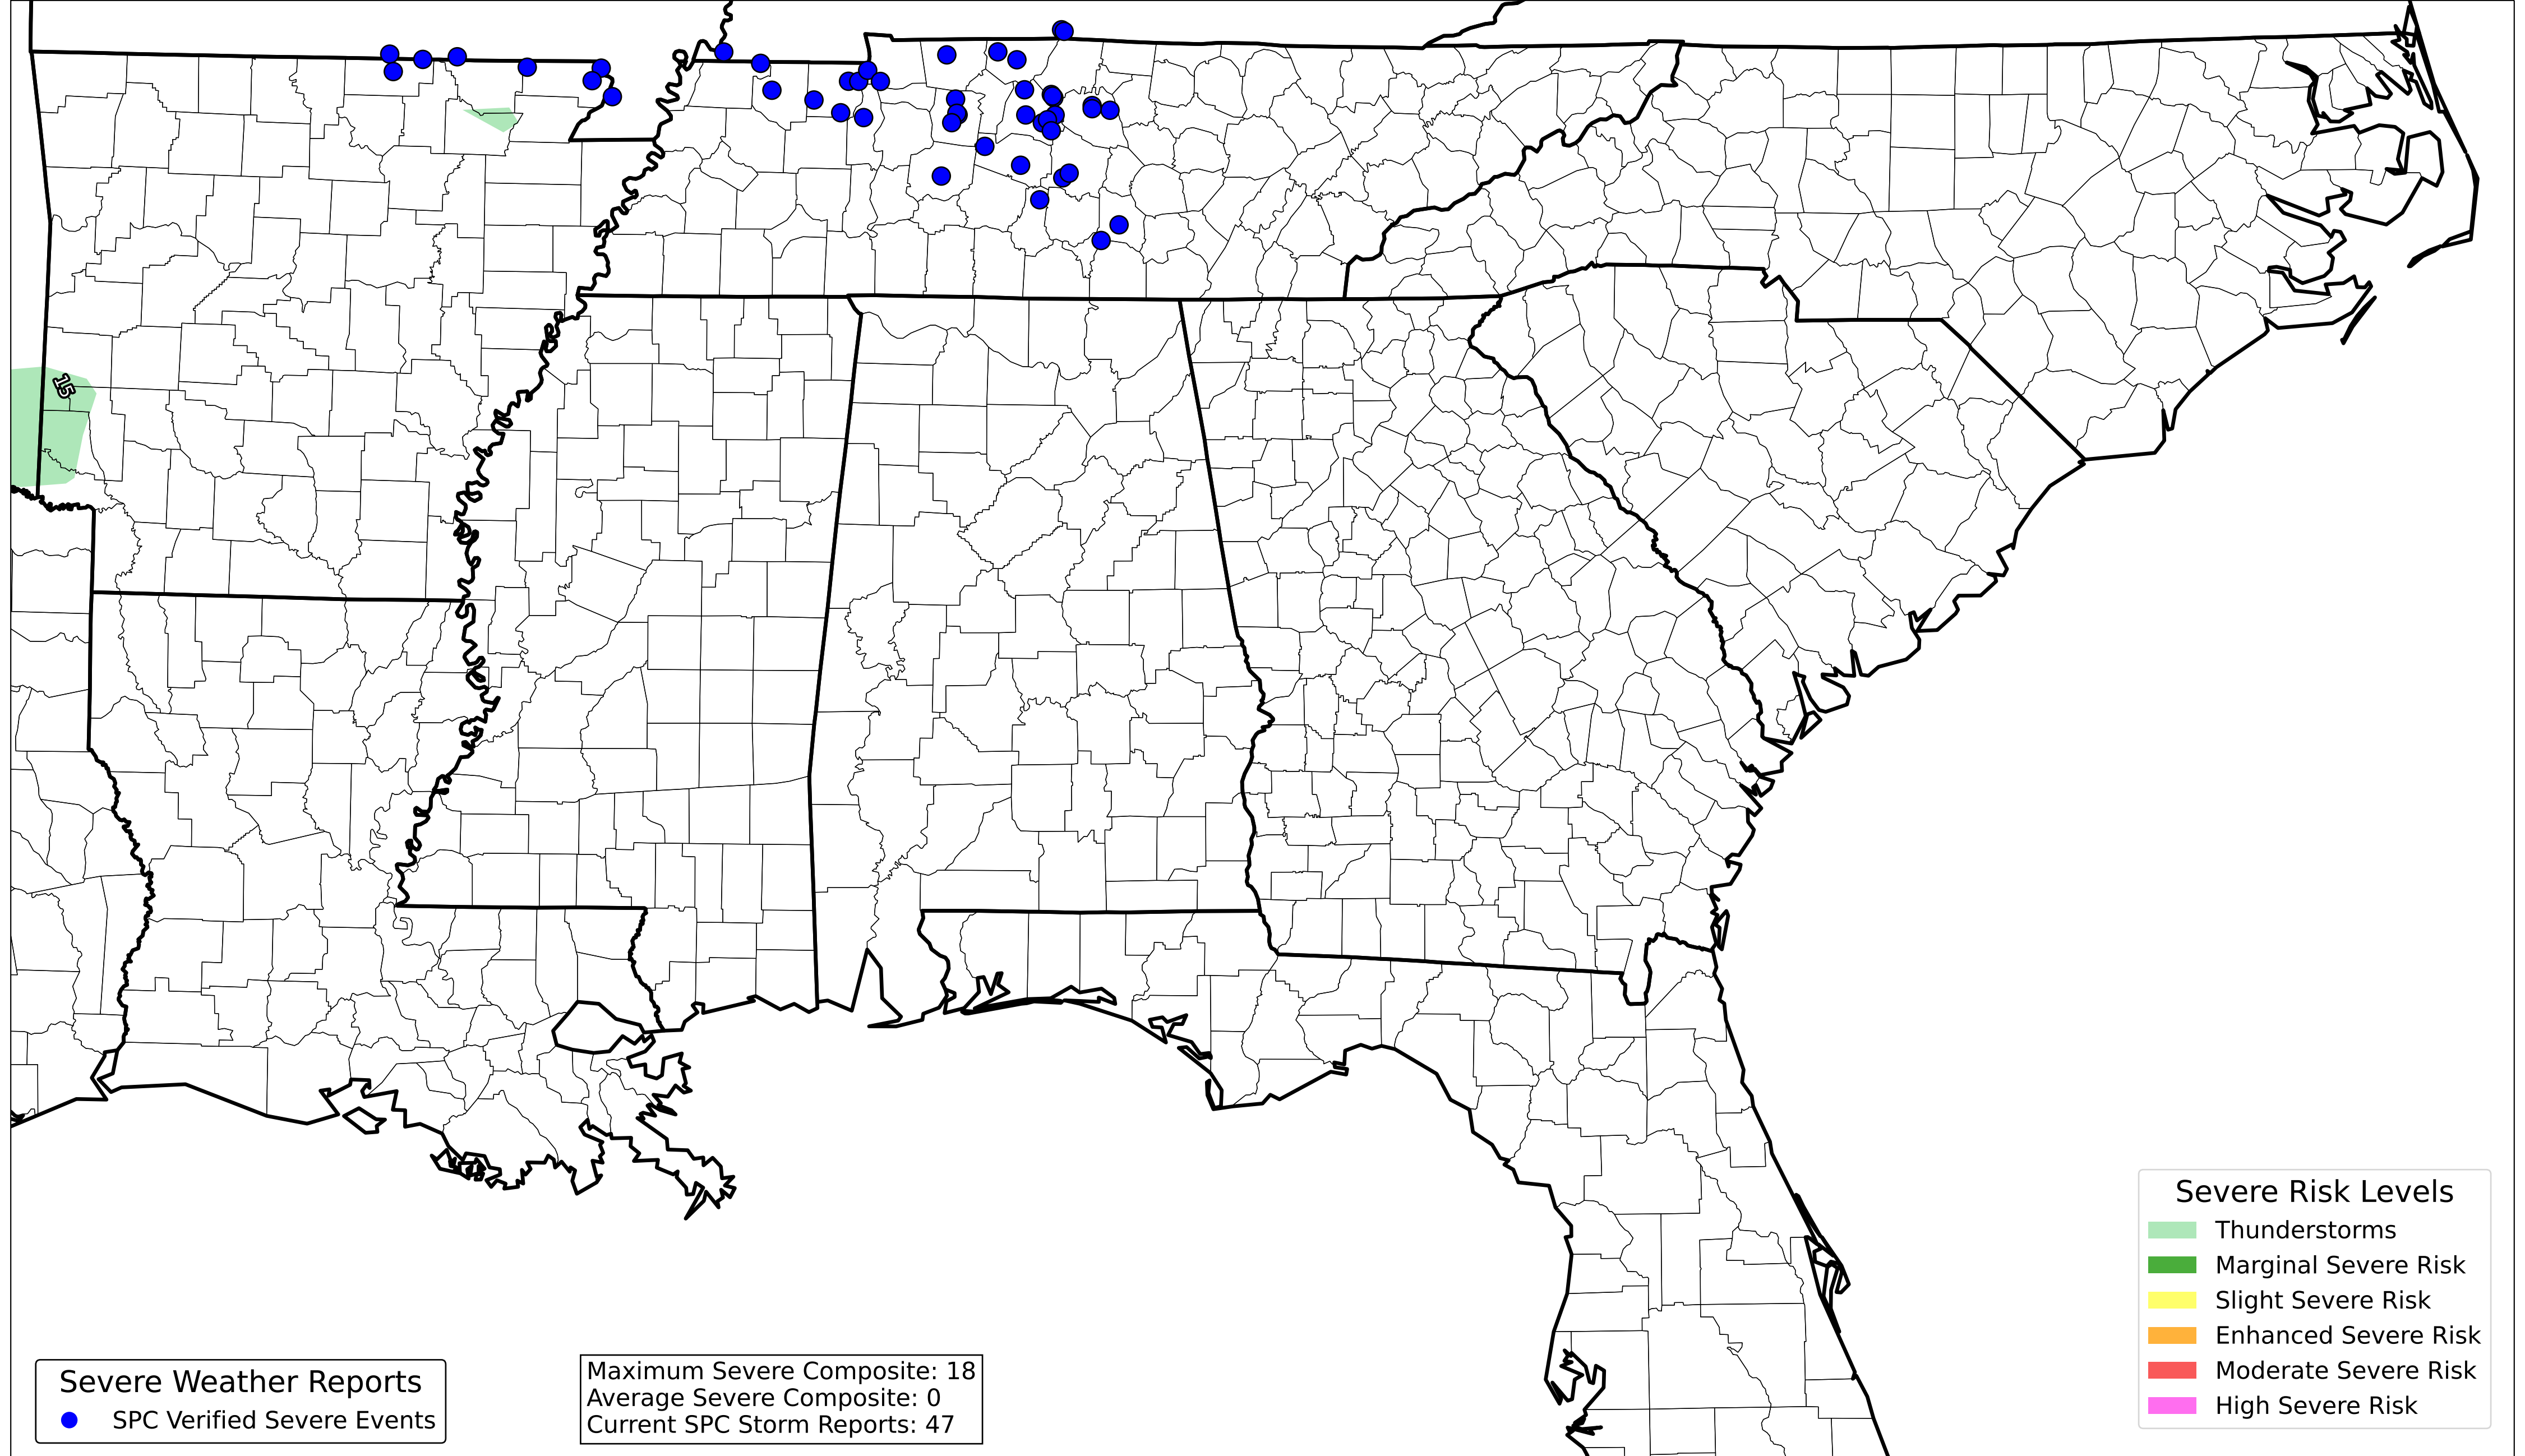 15
Severe Risk Levels
Thunderstorms
Marginal Severe Risk
Slight Severe Risk
Enhanced Severe Risk
Moderate Severe Risk
High Severe Risk
Severe Weather Reports
SPC Verified Severe Events
Maximum Severe Composite: 18
Average Severe Composite: 0
Current SPC Storm Reports: 47